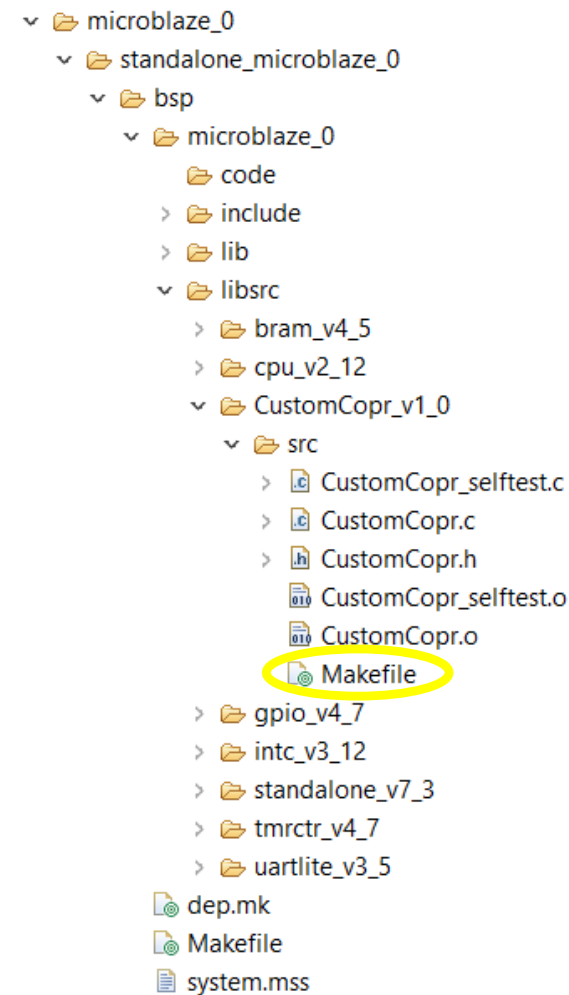 microblaze_0
standalone_microblaze_0
bsp
microblaze_0
code
include
lib
libsrc
bram_v4_5
cpu_v2_12
CustomCopr_v1_0
src
CustomCopr_selftest.c
CustomCopr.c
CustomCopr.h
CustomCopr_selftest.o
CustomCopr.o
Makefile
gpio_v4_7
intc_v3_12
standalone_v7_3
tmrctr_v4_7
uartlite_v3_5
dep.mk
Makefile
system.mss